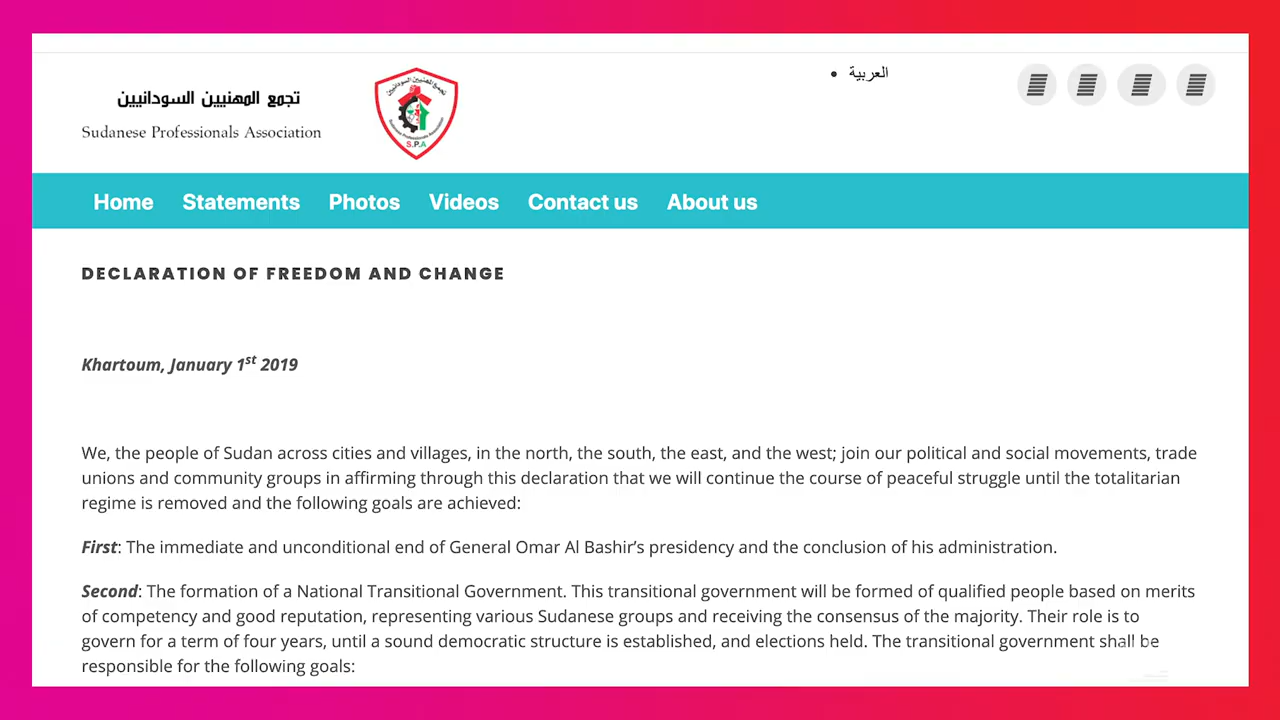 تجمع المهنيين السودانيين
Sudanese Professionals Association
تجمع المهنيين السودانيين
Sudanese Professionals Association
S.P.A
العربية
Home Statements Photos Videos Contact us About us
DECLARATION OF FREEDOM AND CHANGE
Khartoum, January 1st 2019
We, the people of Sudan across cities and villages, in the north, the south, the east, and the west; join our political and social movements, trade
unions and community groups in affirming through this declaration that we will continue the course of peaceful struggle until the totalitarian
regime is removed and the following goals are achieved:
First: The immediate and unconditional end of General Omar Al Bashir’s presidency and the conclusion of his administration.
Second: The formation of a National Transitional Government. This transitional government will be formed of qualified people based on merits
of competency and good reputation, representing various Sudanese groups and receiving the consensus of the majority. Their role is to
govern for a term of four years, until a sound democratic structure is established, and elections held. The transitional government shall be
responsible for the following goals: